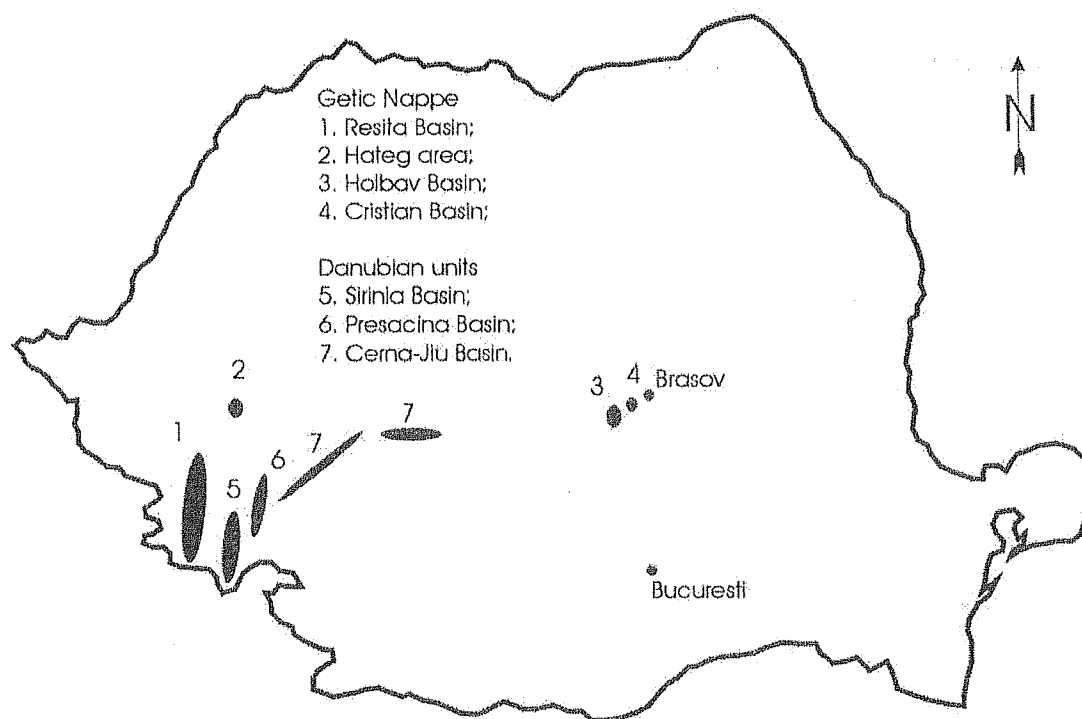 Getic Nappe
1. Resita Basin;
2. Hateg area;
3. Holbav Basin;
4. Cristian Basin;
Danubian units
5. Sirinia Basin;
6. Presacina Basin;
7. Cerna-Jiu Basin.
N
2
1
5
6
7
7
3
4
Brasov
Bucuresti